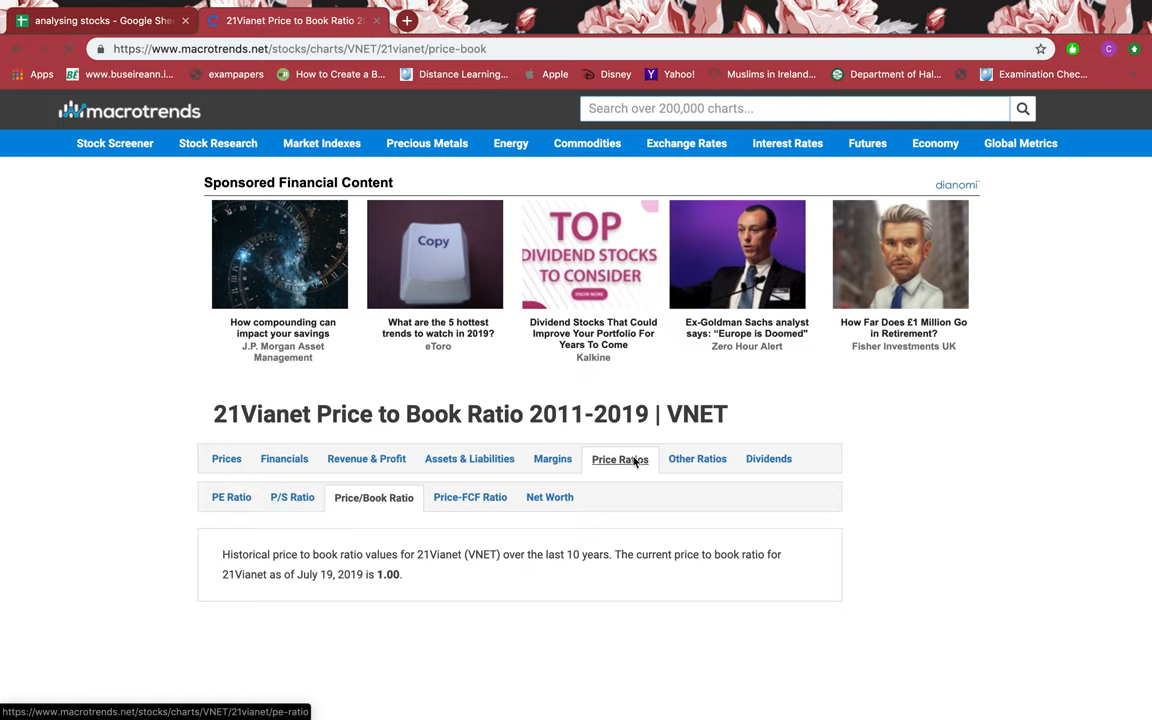 analysing stocks - Google She
21Vianet Price to Book Ratio 2
https://www.macrotrends.net/stocks/charts/VNET/21vianet/price-book
C
Apps
BÉ www.buseireann.i...
exampapers
How to Create a B...
Distance Learning...
Apple
Disney
Yahoo!
Muslims in Ireland...
Department of Hal...
Examination Chec...
macrotrends
Search over 200,000 charts...
Stock Screener
Stock Research
Market Indexes
Precious Metals
Energy
Commodities
Exchange Rates
Interest Rates
Futures
Economy
Global Metrics
Sponsored Financial Content
dianomi
Copy
TOP
DIVIDEND STOCKS
TO CONSIDER
KNOW MORE
How compounding can
impact your savings
J.P. Morgan Asset
Management
What are the 5 hottest
trends to watch in 2019?
eToro
Dividend Stocks That Could
Improve Your Portfolio For
Years To Come
Kalkine
Ex-Goldman Sachs analyst
says: “Europe is Doomed"
Zero Hour Alert
How Far Does £1 Million Go
in Retirement?
Fisher Investments UK
21Vianet Price to Book Ratio 2011-2019 | VNET
Prices
Financials
Revenue & Profit
Assets & Liabilities
Margins
Price Ratios
Other Ratios
Dividends
PE Ratio
P/S Ratio
Price/Book Ratio
Price-FCF Ratio
Net Worth
Historical price to book ratio values for 21Vianet (VNET) over the last 10 years. The current price to book ratio for
21Vianet as of July 19, 2019 is 1.00.
https://www.macrotrends.net/stocks/charts/VNET/21vianet/pe-ratio